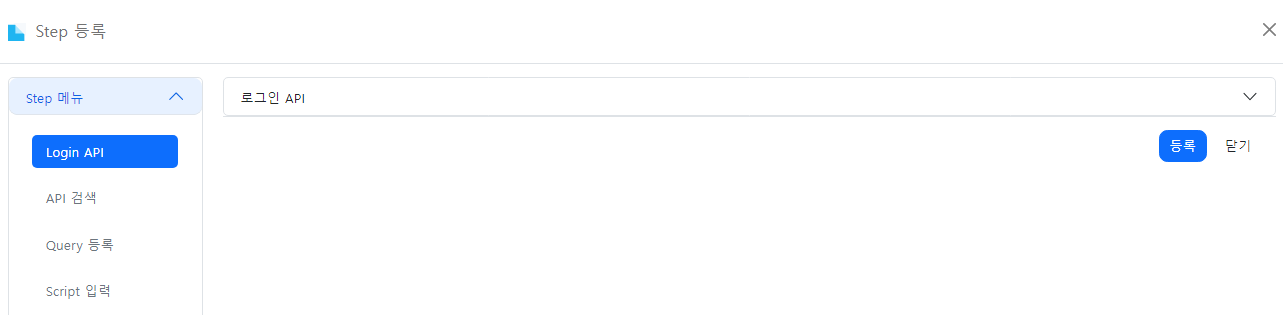 Step 등록
Step 메뉴
로그인 API
Login API
등록
닫기
API 검색
Query 등록
Script 입력